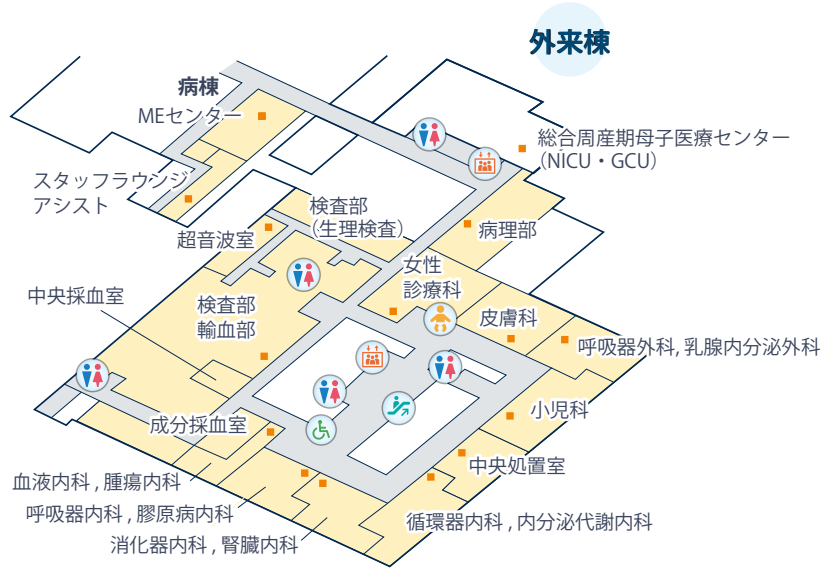 外来棟
病棟
MEセンター
総合周産期母子医療センター
（NICU・GCU）
スタッフラウンジ
アシスト
検査部
（生理検査）
超音波室
病理部
女性
診療科
中央採血室
検査部
輸血部
皮膚科
呼吸器外科, 乳腺内分泌外科
小児科
成分採血室
中央処置室
血液内科 , 腫瘍内科
呼吸器内科 , 膠原病内科
循環器内科 , 内分泌代謝内科
消化器内科 , 腎臓内科